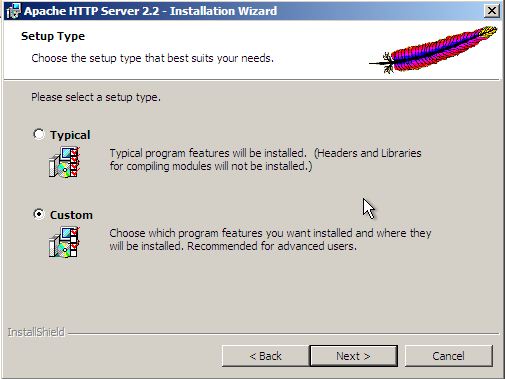 Apache HTTP Server 2.2 - Installation Wizard
Setup Type
Choose the setup type that best suits your needs.
Please select a setup type.
Typical
Typical program features will be installed.  (Headers and Libraries
for compiling modules will not be installed.)
Custom
Choose which program features you want installed and where they
will be installed. Recommended for advanced users.
InstallShield
< Back
Next >
Cancel